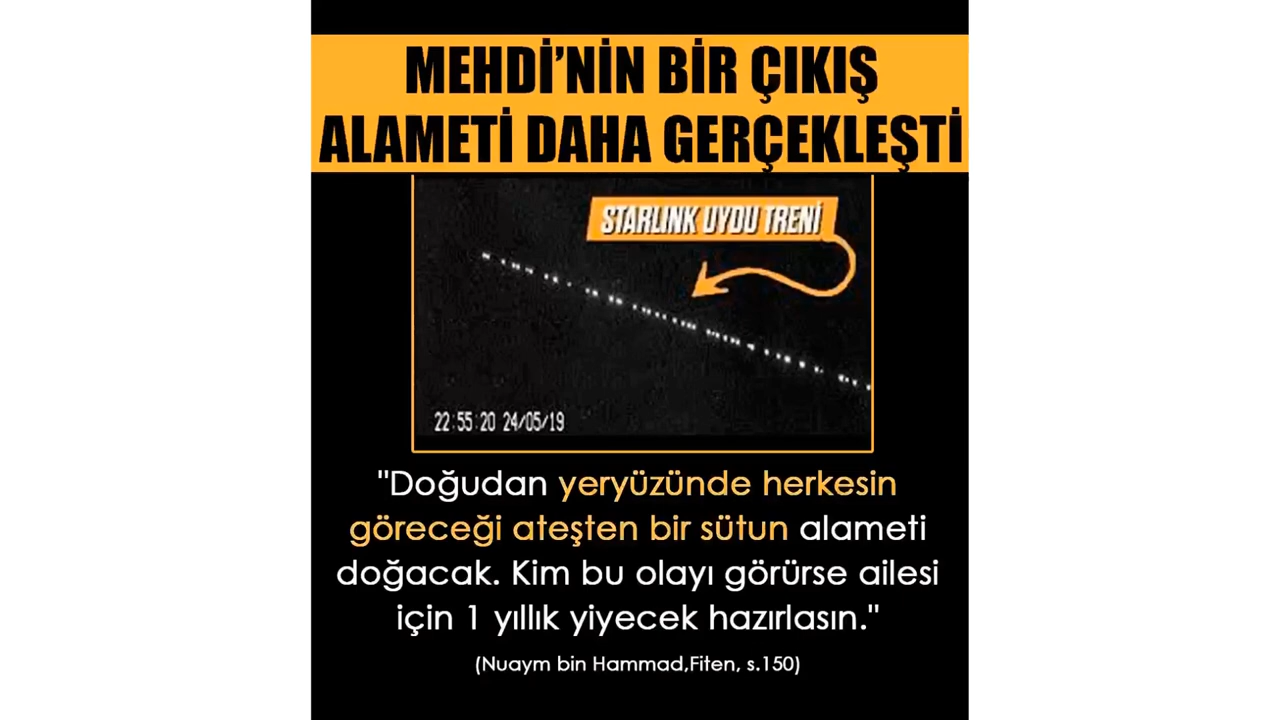 MEHDİ'NİN BİR ÇIKIŞ
ALAMETİ DAHA GERÇEKLEŞTİ
STARLINK UYDU TRENİ
22:55:20 24/05/19
"Doğudan yeryüzünde herkesin
göreceği ateşten bir sütun alameti
doğacak. Kim bu olayı görürse ailesi
için 1 yıllık yiyecek hazırlasın."
(Nuaym bin Hammad,Fiten, s.150)